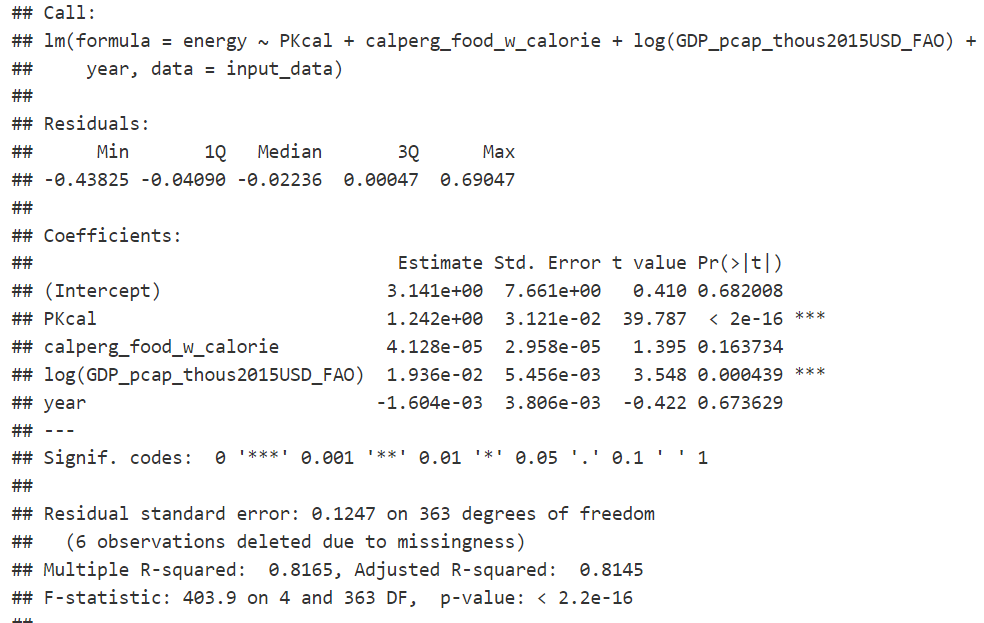 ## Call:
## lm(formula = energy ~ PKcal + calperg_food_w_calorie + log(GDP_pcap_thous2015USD_FAO) +
##     year, data = input_data)
##
## Residuals:
##      Min       1Q   Median       3Q      Max
## -0.43825 -0.04090 -0.02236  0.00047  0.69047
##
## Coefficients:
##                                  Estimate Std. Error t value Pr(>|t|)
## (Intercept)                     3.141e+00  7.661e+00   0.410 0.682008
## PKcal                           1.242e+00  3.121e-02  39.787  < 2e-16 ***
## calperg_food_w_calorie          4.128e-05  2.958e-05   1.395 0.163734
## log(GDP_pcap_thous2015USD_FAO)  1.936e-02  5.456e-03   3.548 0.000439 ***
## year                           -1.604e-03  3.806e-03  -0.422 0.673629
## ---
## Signif. codes:  0 '***' 0.001 '**' 0.01 '*' 0.05 '.' 0.1 ' ' 1
##
## Residual standard error: 0.1247 on 363 degrees of freedom
##   (6 observations deleted due to missingness)
## Multiple R-squared:  0.8165, Adjusted R-squared:  0.8145
## F-statistic: 403.9 on 4 and 363 DF,  p-value: < 2.2e-16
##